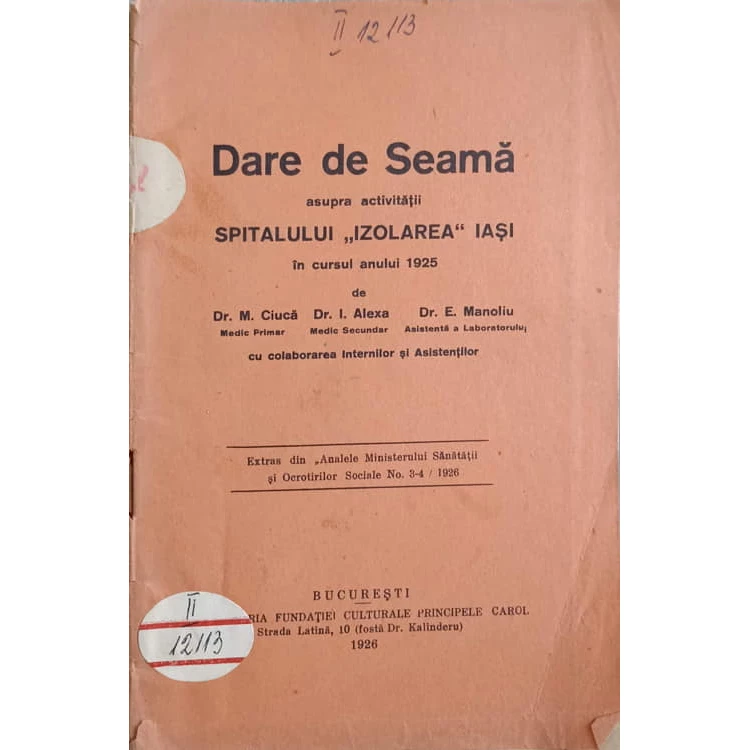 II 12113
Dare de Seamă
asupra activității
SPITALULUI „IZOLAREA“ IAȘI
în cursul anului 1925
de
Dr. M. Ciucă Dr. I. Alexa Dr. E. Manoliu
Medic Primar Medic Secundar Asistentă a Laboratorului
cu colaborarea Internilor și Asistenților
Extras din „Analele Ministerului Sănătății
și Ocrotirilor Sociale No. 3-4 / 1926
BUCUREȘTI
RIA FUNDAȚIEI CULTURALE PRINCIPELE CAROL
Strada Latină, 10 (fostă Dr. Kalinderu)
1926
II
12113